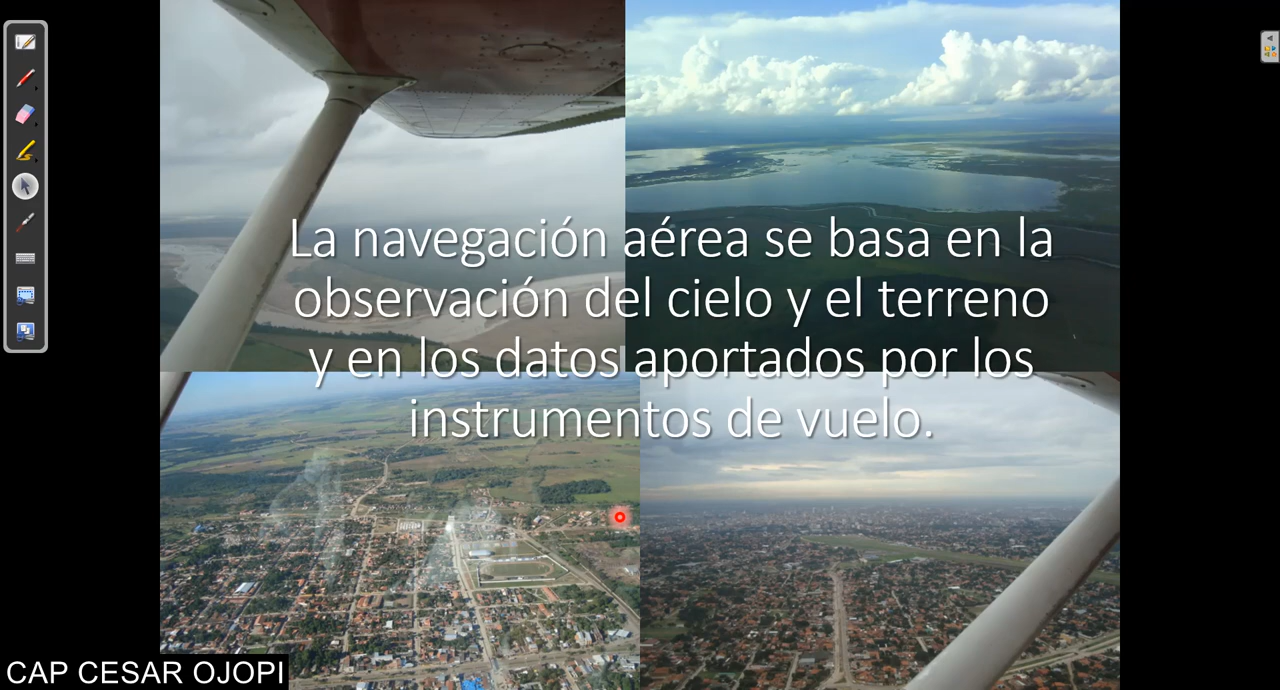 La navegación aérea se basa en la
observación del cielo y el terreno
y en los datos aportados por los
instrumentos de vuelo.
CAP CESAR OJOPI